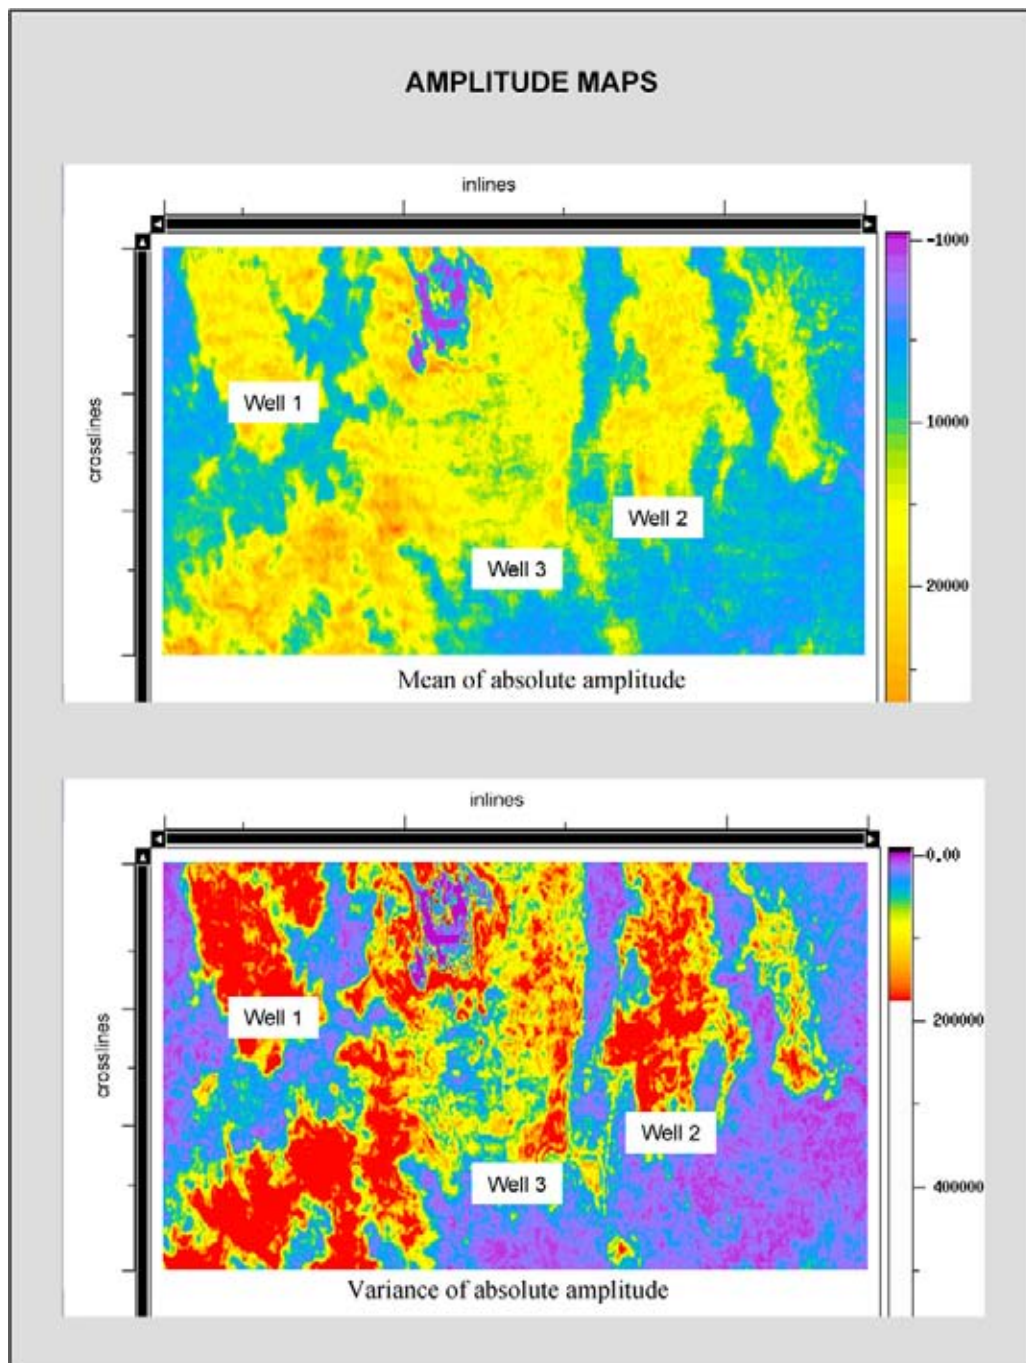 AMPLITUDE MAPS
inlines
crosslines
Well 1
Well 2
Well 3
-1000
10000
20000
Mean of absolute amplitude
inlines
crosslines
Well 1
Well 2
Well 3
-0.00
200000
400000
Variance of absolute amplitude